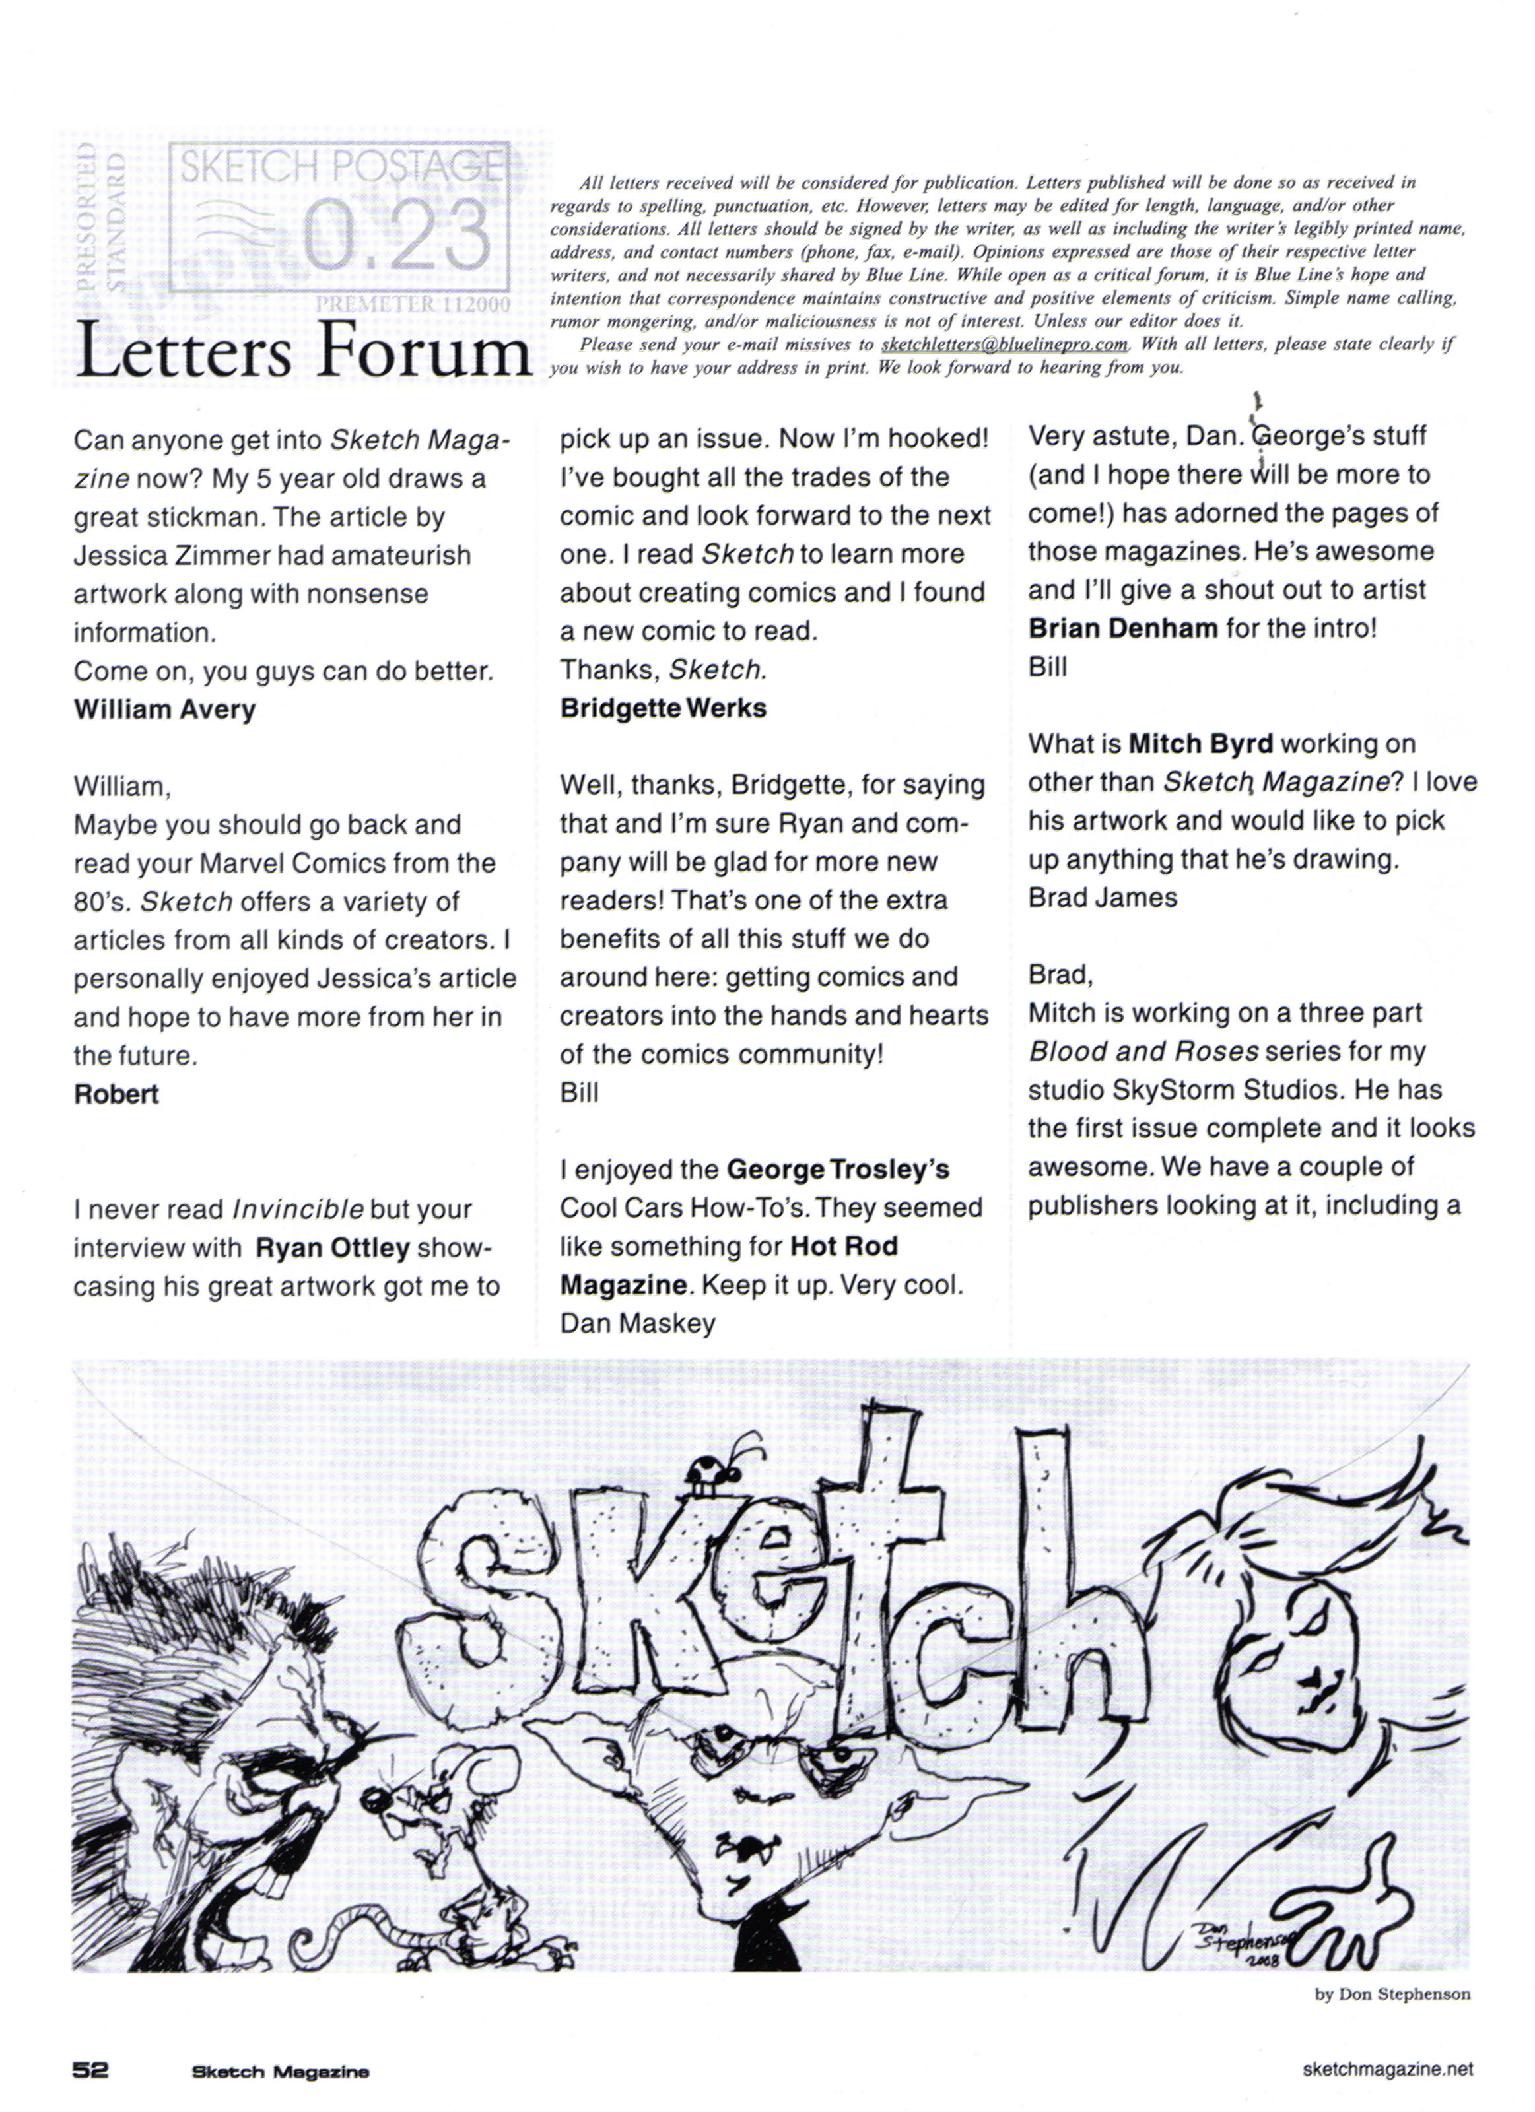 PRESORTED
STANDARD
SKETCH POSTAGE
0.23
PREMETER 112000
Letters Forum
All letters received will be considered for publication. Letters published will be done so as received in
regards to spelling, punctuation, etc. However, letters may be edited for length, language, and/or other
considerations. All letters should be signed by the writer, as well as including the writer's legibly printed name,
address, and contact numbers (phone, fax, e-mail). Opinions expressed are those of their respective letter
writers, and not necessarily shared by Blue Line. While open as a critical forum, it is Blue Line's hope and
intention that correspondence maintains constructive and positive elements of criticism. Simple name calling,
rumor mongering, and/or maliciousness is not of interest. Unless our editor does it.
Please send your e-mail missives to sketchletters@bluelinepro.com. With all letters, please state clearly if
you wish to have your address in print. We look forward to hearing from you.
Can anyone get into Sketch Maga-
zine now? My 5 year old draws a
great stickman. The article by
Jessica Zimmer had amateurish
artwork along with nonsense
information.
Come on, you guys can do better.
William Avery
William,
Maybe you should go back and
read your Marvel Comics from the
80's. Sketch offers a variety of
articles from all kinds of creators. I
personally enjoyed Jessica's article
and hope to have more from her in
the future.
Robert
I never read Invincible but your
interview with Ryan Ottley show-
casing his great artwork got me to
pick up an issue. Now I'm hooked!
I've bought all the trades of the
comic and look forward to the next
one. I read Sketch to learn more
about creating comics and I found
a new comic to read.
Thanks, Sketch.
Bridgette Werks
Well, thanks, Bridgette, for saying
that and I'm sure Ryan and com-
pany will be glad for more new
readers! That's one of the extra
benefits of all this stuff we do
around here: getting comics and
creators into the hands and hearts
of the comics community!
Bill
I enjoyed the George Trosley's
Cool Cars How-To's. They seemed
like something for Hot Rod
Magazine. Keep it up. Very cool.
Dan Maskey
Very astute, Dan. George's stuff
(and I hope there will be more to
come!) has adorned the pages of
those magazines. He's awesome
and I'll give a shout out to artist
Brian Denham for the intro!
Bill
What is Mitch Byrd working on
other than Sketch Magazine? I love
his artwork and would like to pick
up anything that he's drawing.
Brad James
Brad,
Mitch is working on a three part
Blood and Roses series for my
studio SkyStorm Studios. He has
the first issue complete and it looks
awesome. We have a couple of
publishers looking at it, including a
Sketch
Don
Stephenson
2008
by Don Stephenson
52
Sketch Magazine
sketchmagazine.net